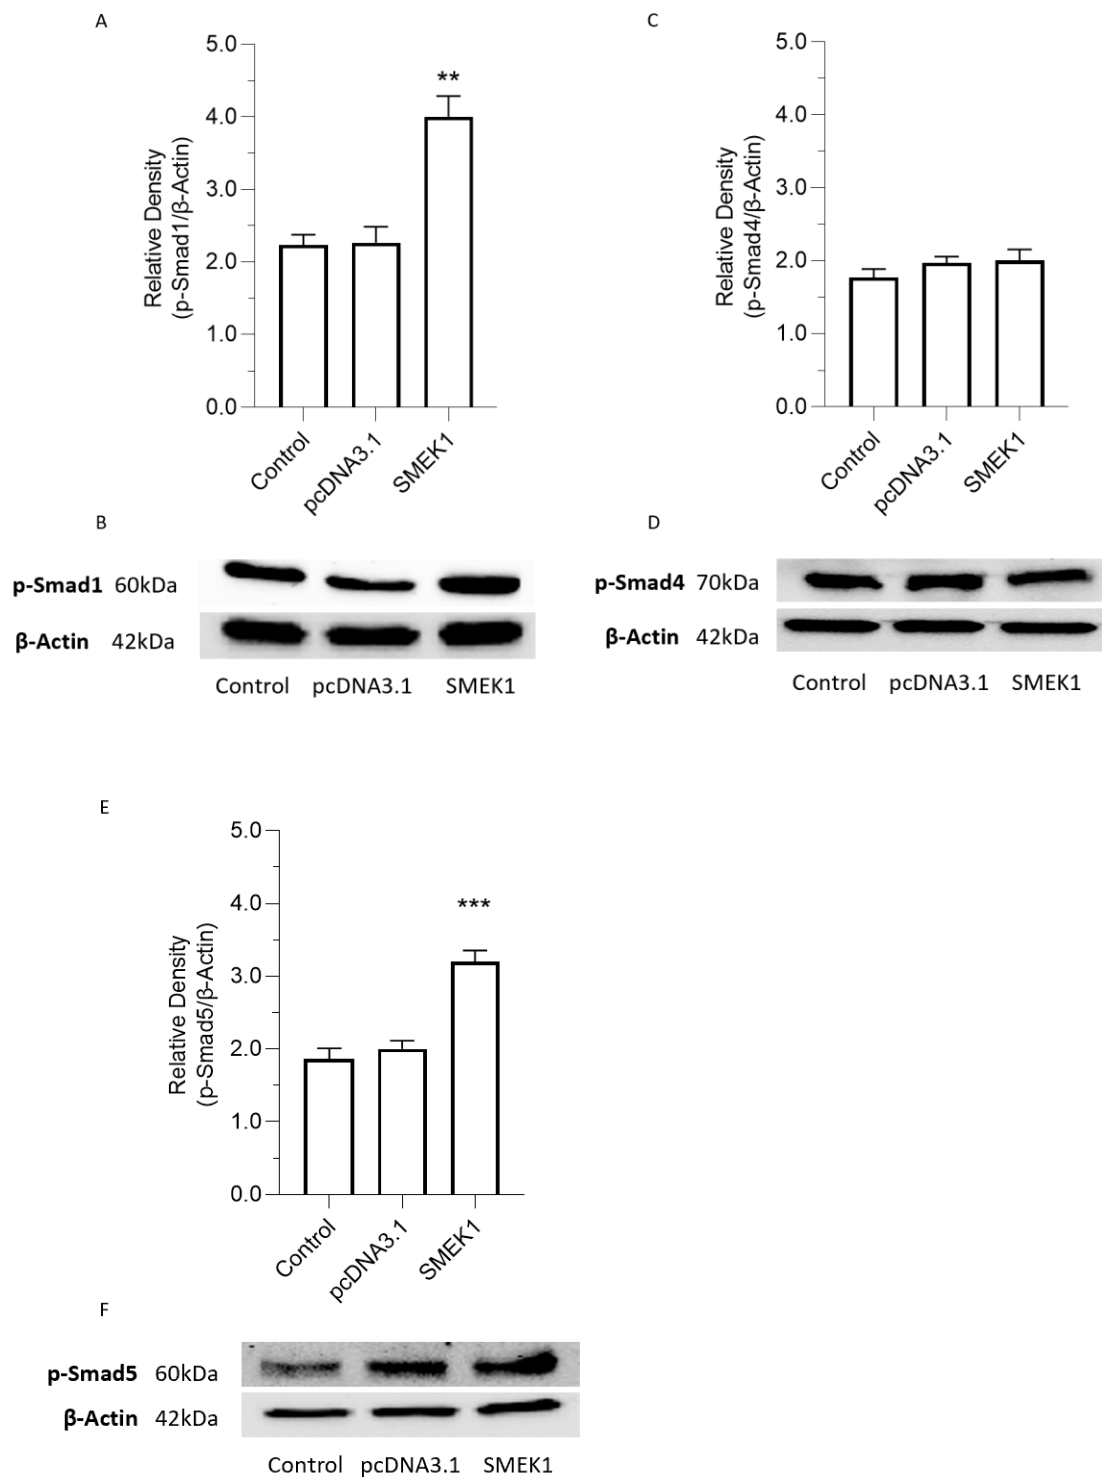 A
5.0
4.0
3.0
2.0
1.0
0.0
Relative Density
(p-Smad1/β-Actin)
**
Control
pcDNA3.1
SMEK1
B
p-Smad1 60kDa
β-Actin 42kDa
Control pcDNA3.1 SMEK1
C
5.0
4.0
3.0
2.0
1.0
0.0
Relative Density
(p-Smad4/β-Actin)
Control
pcDNA3.1
SMEK1
D
p-Smad4 70kDa
β-Actin 42kDa
Control pcDNA3.1 SMEK1
E
5.0
4.0
3.0
2.0
1.0
0.0
Relative Density
(p-Smad5/β-Actin)
***
Control
pcDNA3.1
SMEK1
F
p-Smad5 60kDa
β-Actin 42kDa
Control pcDNA3.1 SMEK1